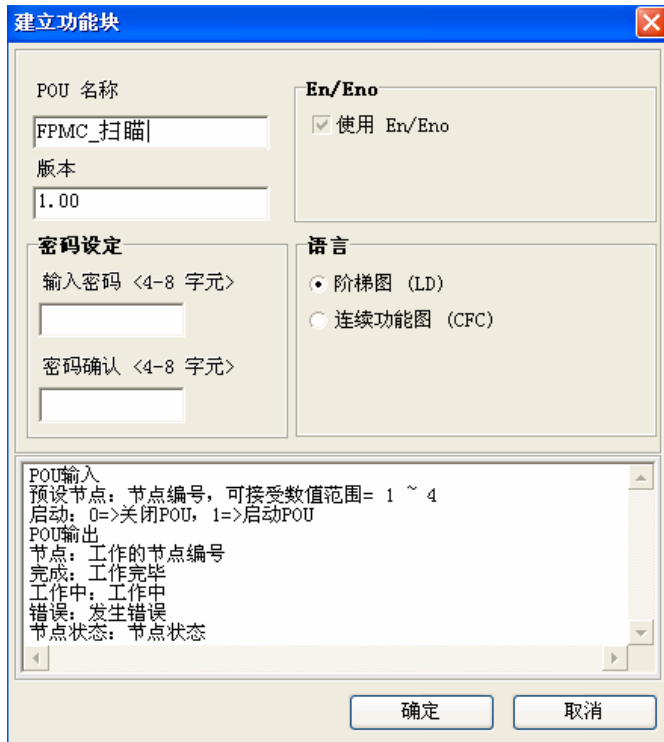 建立功能块
POU 名称
FPMC_扫瞄
版本
1.00
En/Eno
使用 En/Eno
密码设定
输入密码 <4-8 字元>
密码确认 <4-8 字元>
语言
阶梯图 (LD)
连续功能图 (CFC)
POU输入
预设节点: 节点编号, 可接受数值范围= 1 ~ 4
启动: 0=>关闭POU, 1=>启动POU
POU输出
节点: 工作的节点编号
完成: 工作完毕
工作中: 工作中
错误: 发生错误
节点状态: 节点状态
确定
取消